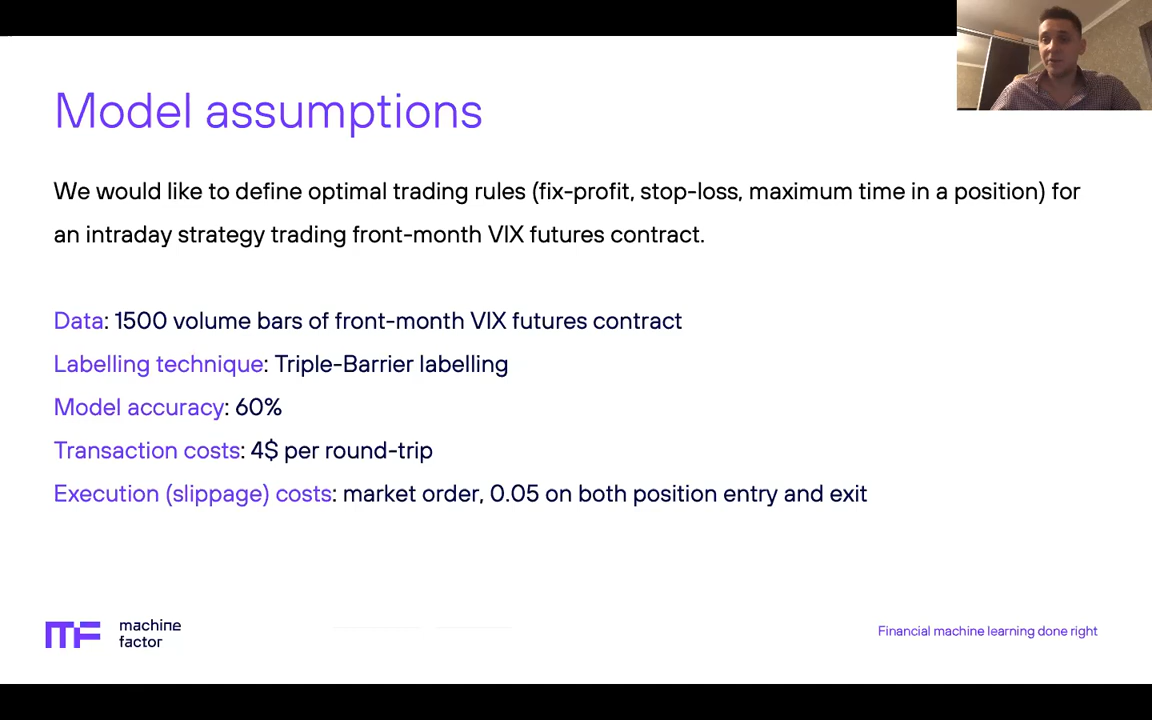 Model assumptions
We would like to define optimal trading rules (fix-profit, stop-loss, maximum time in a position) for
an intraday strategy trading front-month VIX futures contract.
Data: 1500 volume bars of front-month VIX futures contract
Labelling technique: Triple-Barrier labelling
Model accuracy: 60%
Transaction costs: 4$ per round-trip
Execution (slippage) costs: market order, 0.05 on both position entry and exit
MF machine
factor
Financial machine learning done right